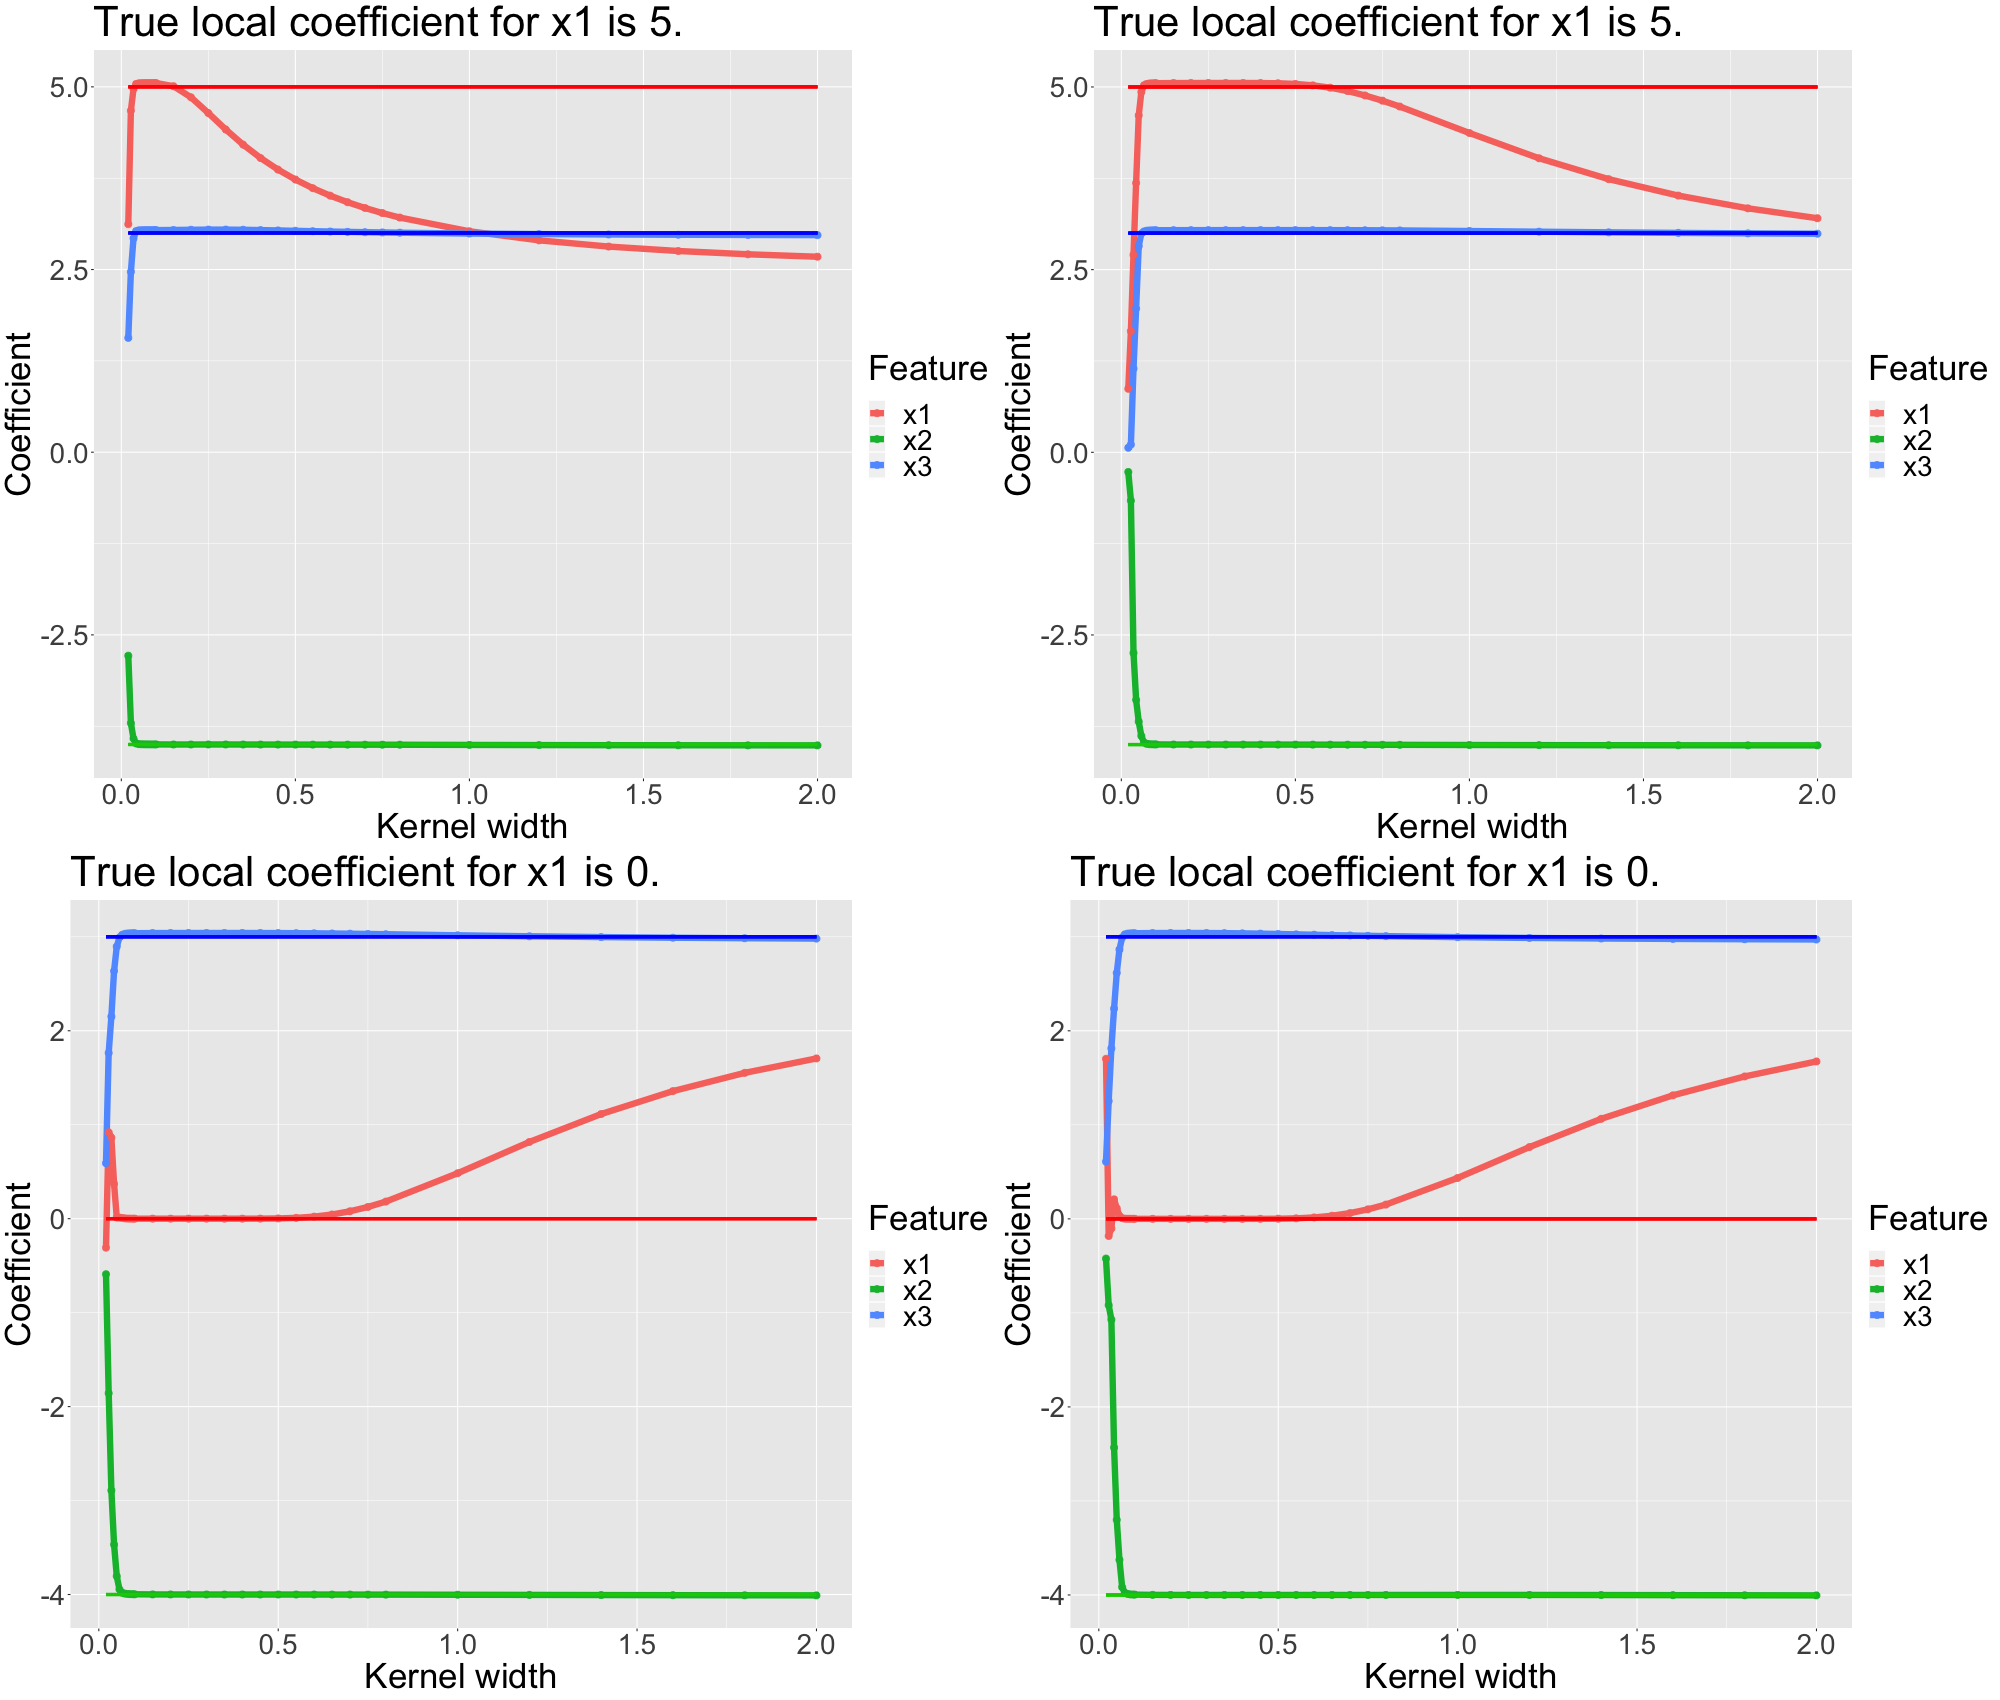 True local coefficient for x1 is 5.
5.0
2.5
0.0
-2.5
Coefficient
0.0 0.5 1.0 1.5 2.0
Kernel width
Feature
x1
x2
x3
True local coefficient for x1 is 5.
5.0
2.5
0.0
-2.5
Coefficient
0.0 0.5 1.0 1.5 2.0
Kernel width
Feature
x1
x2
x3
True local coefficient for x1 is 0.
2
0
-2
-4
Coefficient
0.0 0.5 1.0 1.5 2.0
Kernel width
Feature
x1
x2
x3
True local coefficient for x1 is 0.
2
0
-2
-4
Coefficient
0.0 0.5 1.0 1.5 2.0
Kernel width
Feature
x1
x2
x3